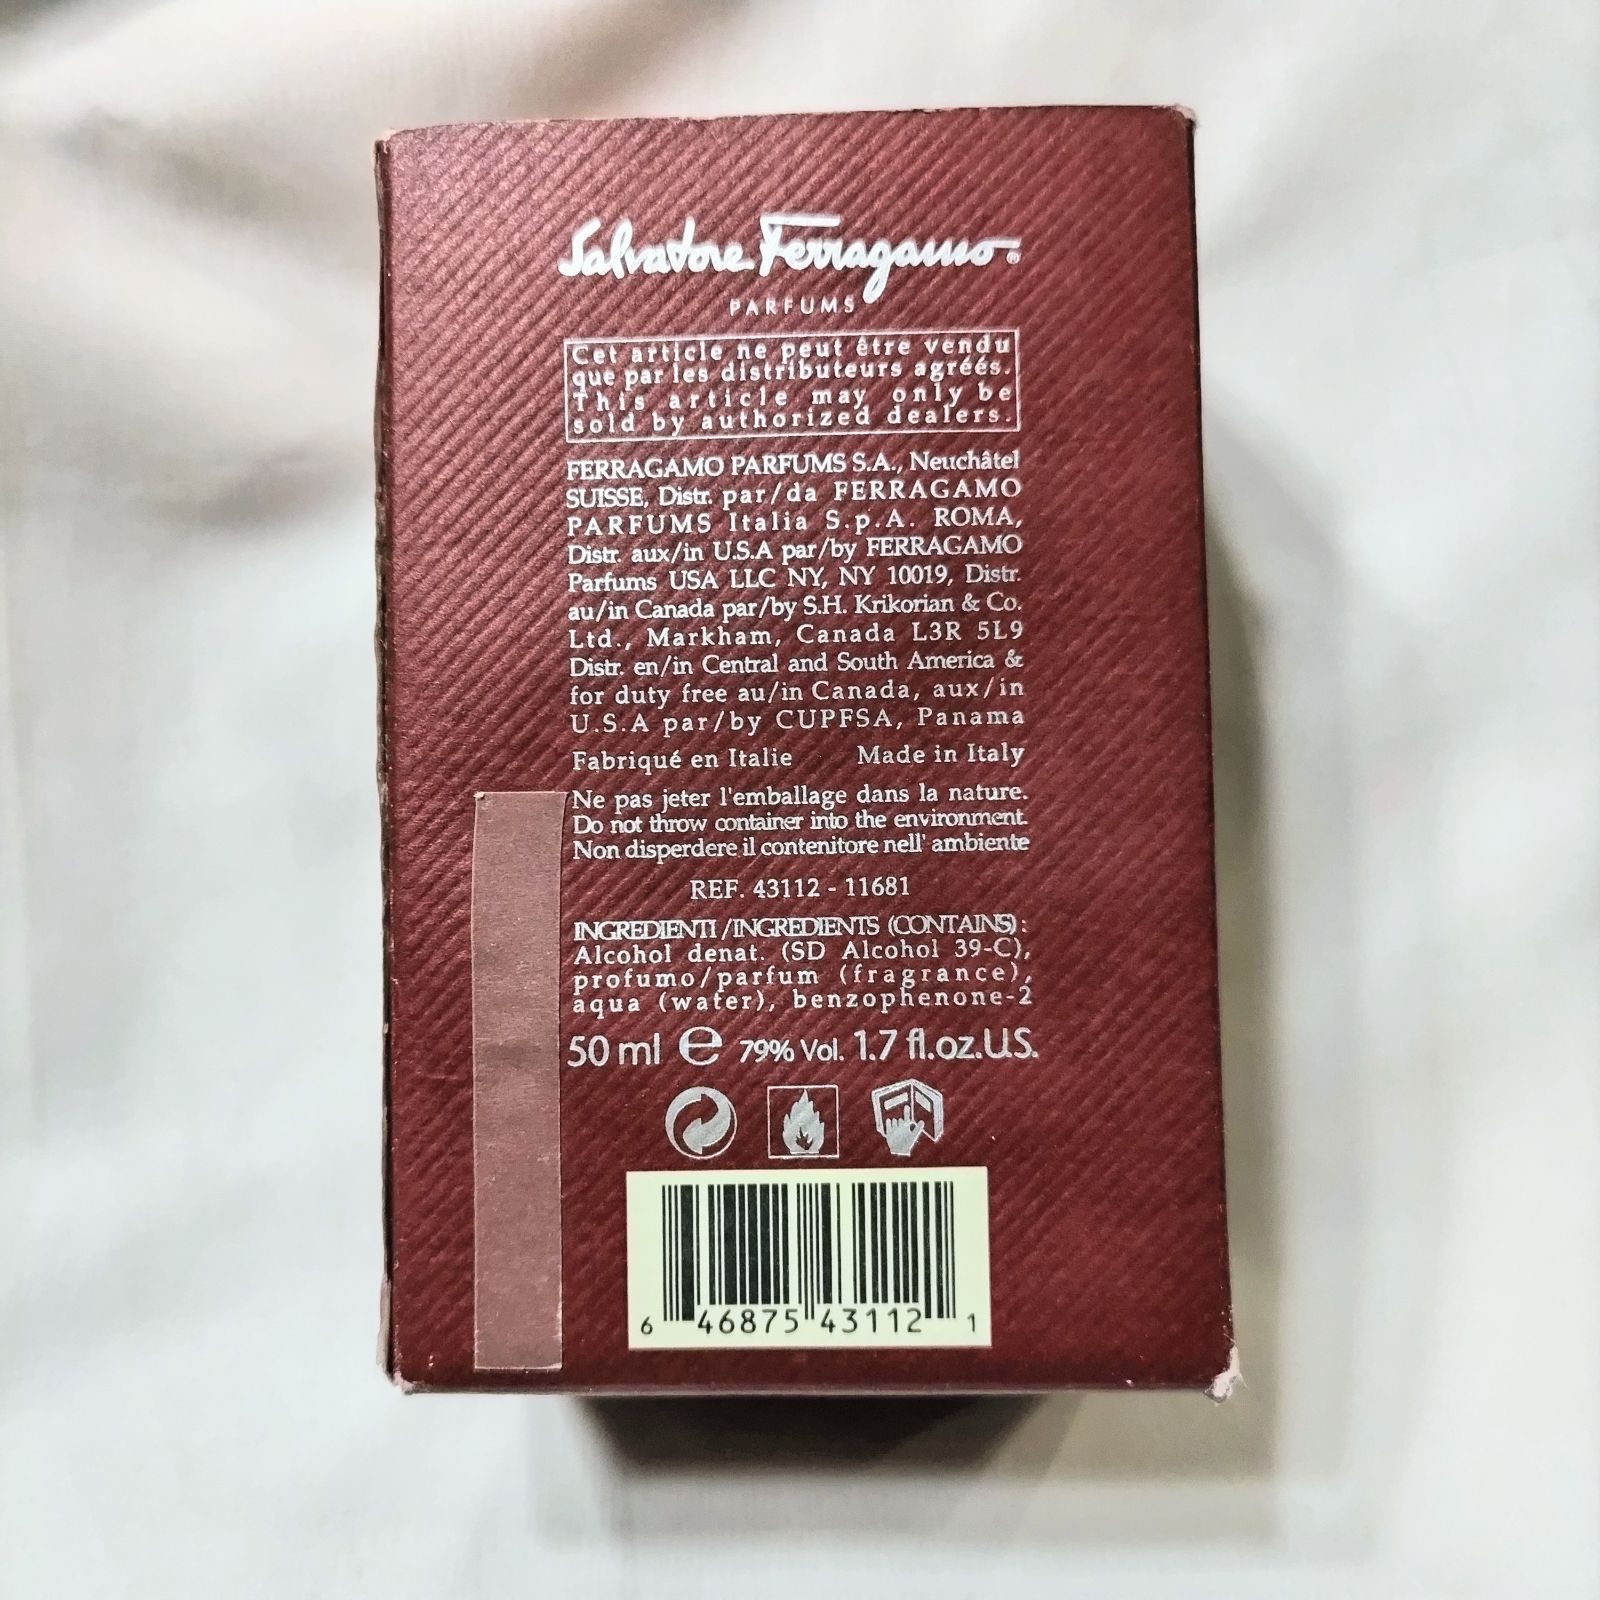 Salvatore Ferragamo®
PARFUMS
Cet article ne peut être vendu
que par les distributeurs agréés.
This article may only be
sold by authorized dealers.
FERRAGAMO PARFUMS S.A., Neuchâtel
SUISSE, Distr. par/da FERRAGAMO
PARFUMS Italia S.p.A. ROMA,
Distr. aux/in U.S.A par/by FERRAGAMO
Parfums USA LLC NY, NY 10019, Distr.
au/in Canada par/by S.H. Krikorian & Co.
Ltd., Markham, Canada L3R 5L9
Distr. en/in Central and South America &
for duty free au/in Canada, aux/in
U.S.A par/by CUPFSA, Panama
Fabriqué en Italie Made in Italy
Ne pas jeter l'emballage dans la nature.
Do not throw container into the environment.
Non disperdere il contenitore nell' ambiente
REF. 43112 - 11681
INGREDIENTI /INGREDIENTS (CONTAINS):
Alcohol denat. (SD Alcohol 39-C),
profumo/parfum (fragrance),
aqua (water), benzophenone-2
50 ml e 79% Vol. 1.7 fl.oz.U.S.
6 46875 43112 1